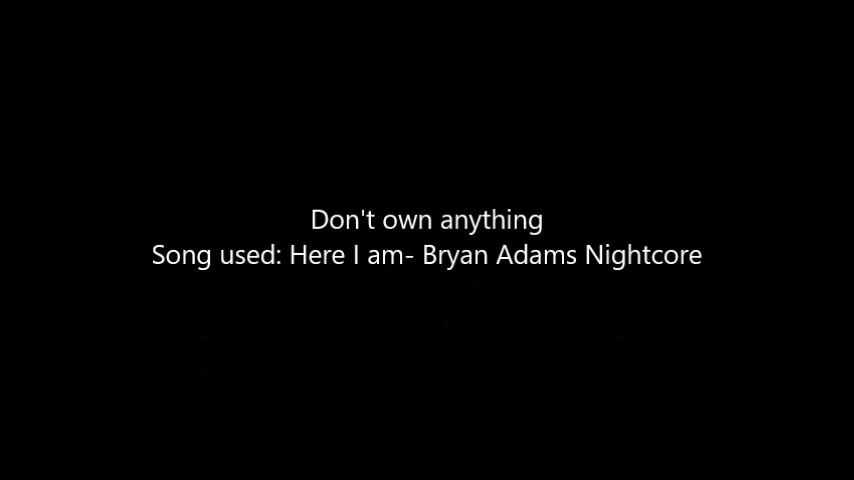 Don't own anything
Song used: Here I am- Bryan Adams Nightcore